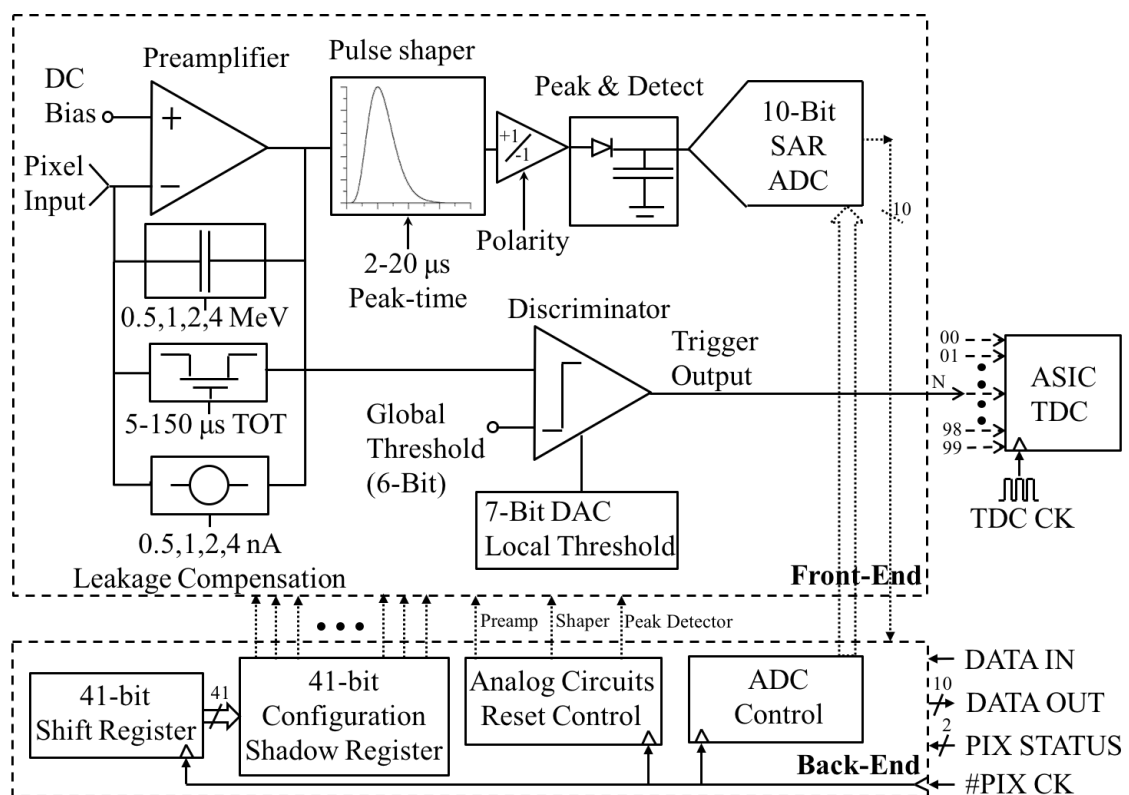 Preamplifier
DC
Bias
+
−
Pixel
Input
Pulse shaper
2-20 μs
Peak-time
+1
/
-1
Polarity
Peak & Detect
10-Bit
SAR
ADC
10
0.5,1,2,4 MeV
5-150 μs TOT
0.5,1,2,4 nA
Leakage Compensation
Discriminator
Global
Threshold
(6-Bit)
Trigger
Output
7-Bit DAC
Local Threshold
00
01
N
98
99
ASIC
TDC
TDC CK
Front-End
Preamp
Shaper
Peak Detector
41-bit
Shift Register
41
41-bit
Configuration
Shadow Register
Analog Circuits
Reset Control
ADC
Control
Back-End
DATA IN
10
DATA OUT
2
PIX STATUS
#PIX CK